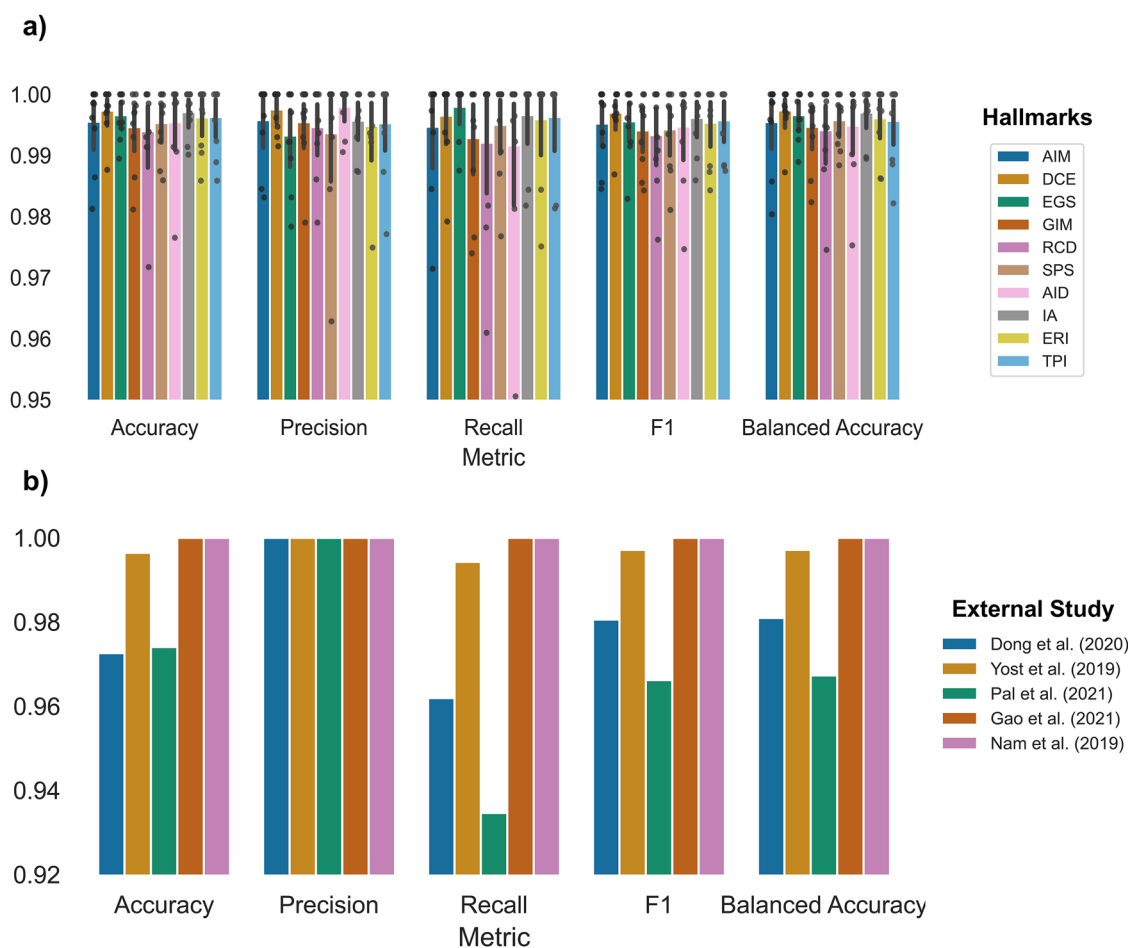 a)
1.00
0.99
0.98
0.97
0.96
0.95
Accuracy Precision Recall F1 Balanced Accuracy
Metric
Hallmarks
AIM
DCE
EGS
GIM
RCD
SPS
AID
IA
ERI
TPI
b)
1.00
0.98
0.96
0.94
0.92
Accuracy Precision Recall F1 Balanced Accuracy
Metric
External Study
Dong et al. (2020)
Yost et al. (2019)
Pal et al. (2021)
Gao et al. (2021)
Nam et al. (2019)